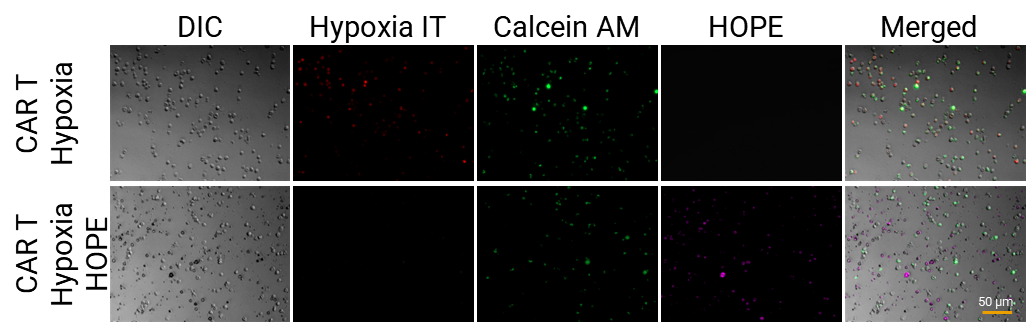 DIC Hypoxia IT Calcein AM HOPE Merged
CAR T
Hypoxia
CAR T
Hypoxia
HOPE
50 µm